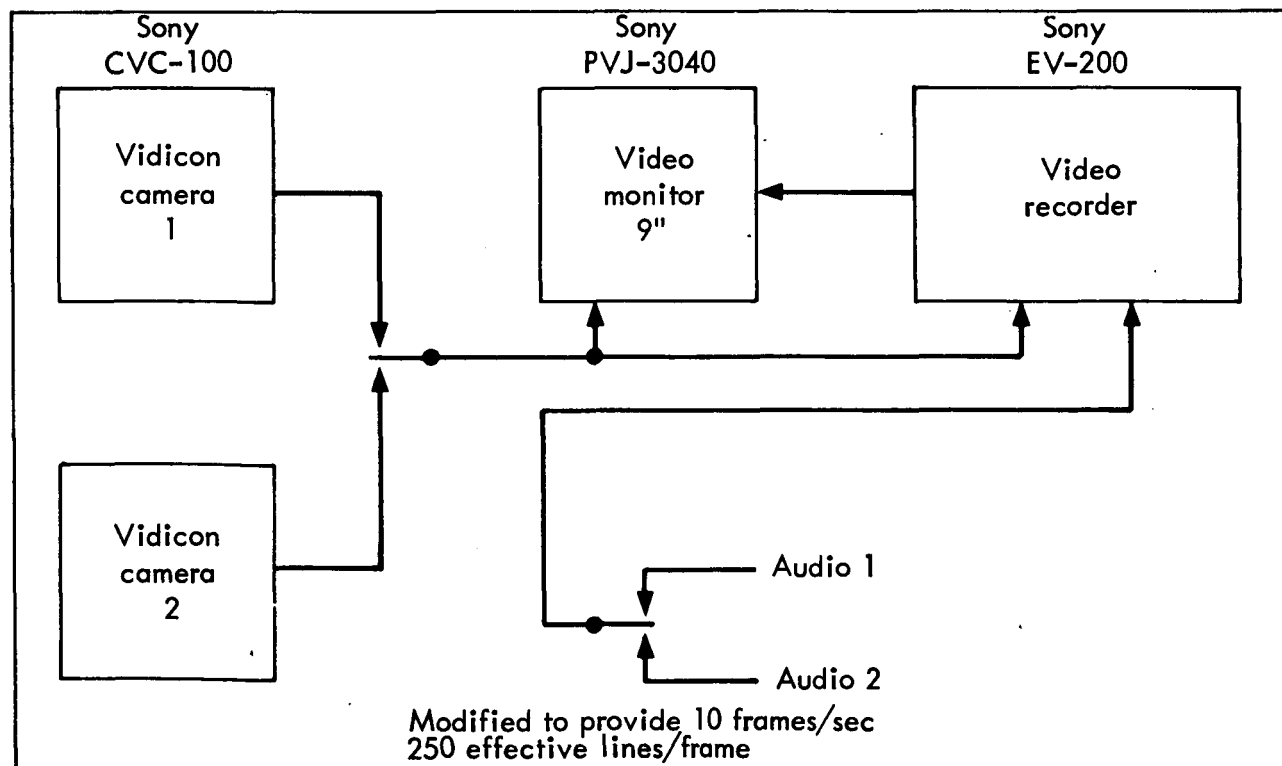 Sony
CVC-100
Sony
PVJ-3040
Sony
EV-200
Vidicon
camera
1
Video
monitor
9"
Video
recorder
Vidicon
camera
2
Audio 1
Audio 2
Modified to provide 10 frames/sec
250 effective lines/frame